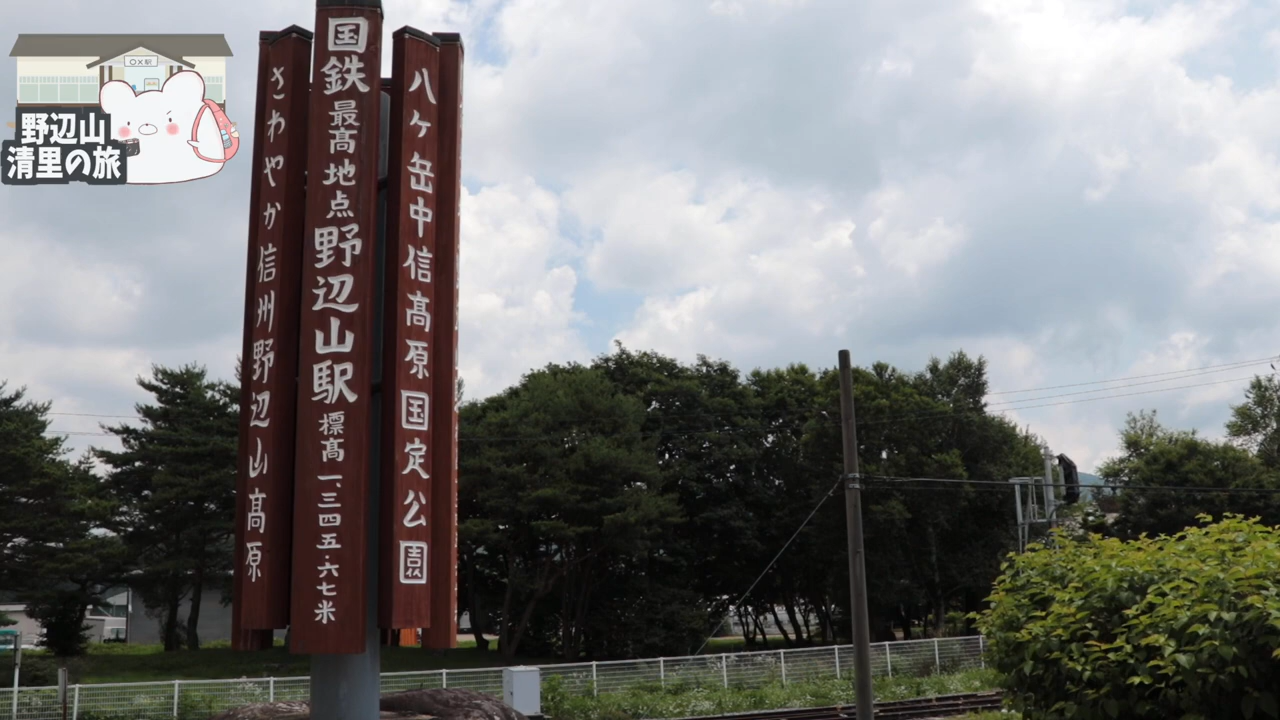 ○×駅
野辺山
清里の旅
八ケ岳中信高原国定公園
国鉄最高地点野辺山駅標高一、三四五・六七米
さわやか信州野辺山高原